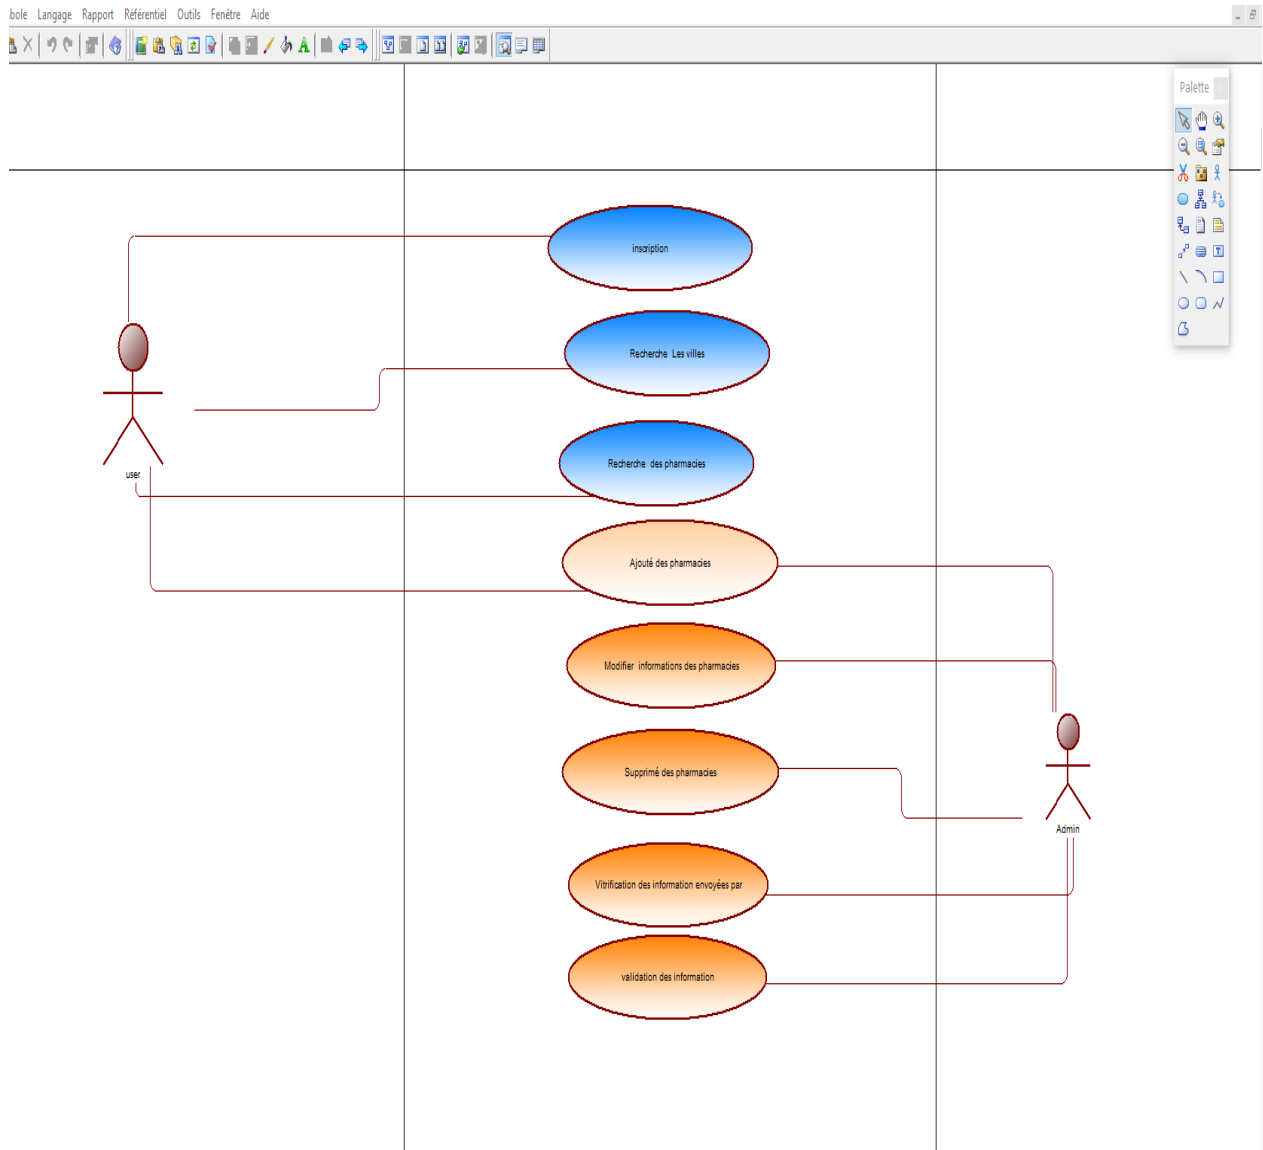 bole Langage Rapport Référentiel Outils Fenêtre Aide
Palette
inscription
Recherche Les villes
Recherche des pharmacies
user
Ajouté des pharmacies
Modifier informations des pharmacies
Supprimé des pharmacies
Admin
Vitrification des information envoyées par
validation des information